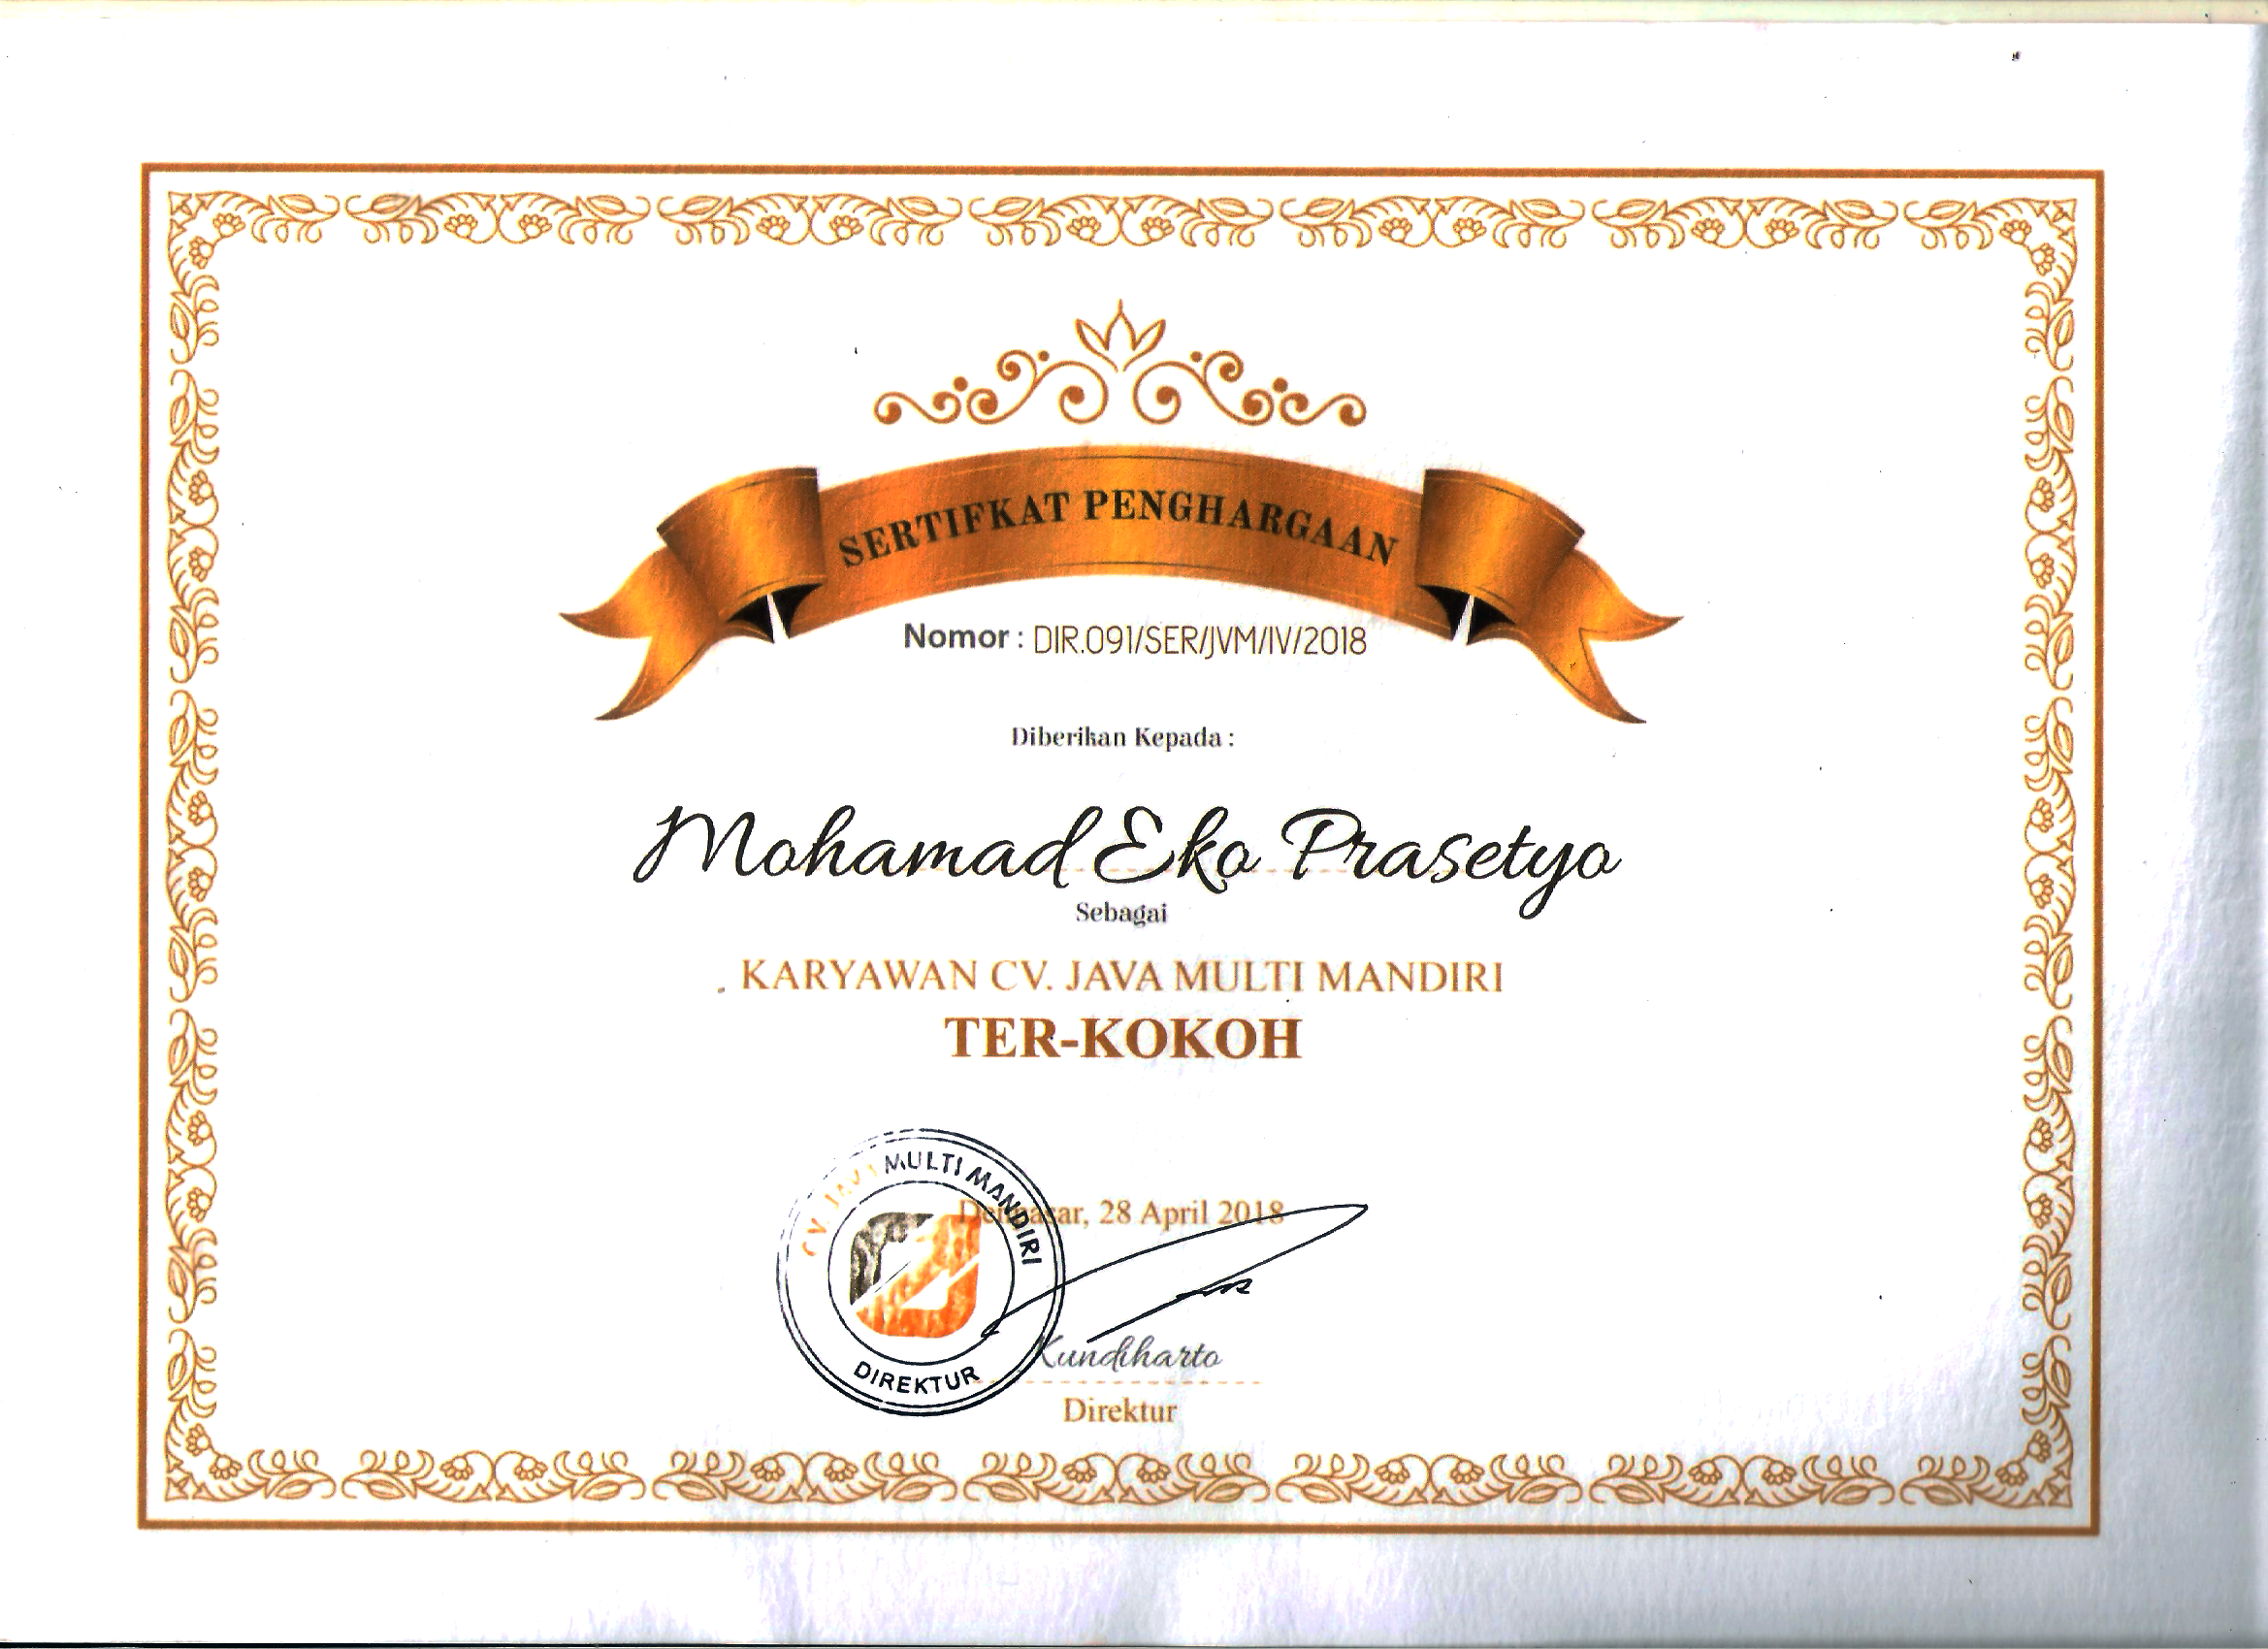 SERTIFKAT PENGHARGAAN
Nomor : DIR.091/SER/JVM/IV/2018
Diberikan Kepada :
Mohamad Eko Prasetyo
Sebagai
KARYAWAN CV. JAVA MULTI MANDIRI
TER-KOKOH
CV. JAVA MULTI MANDIRI
Denpasar, 28 April 2018
Kundiharto
DIREKTUR
Direktur